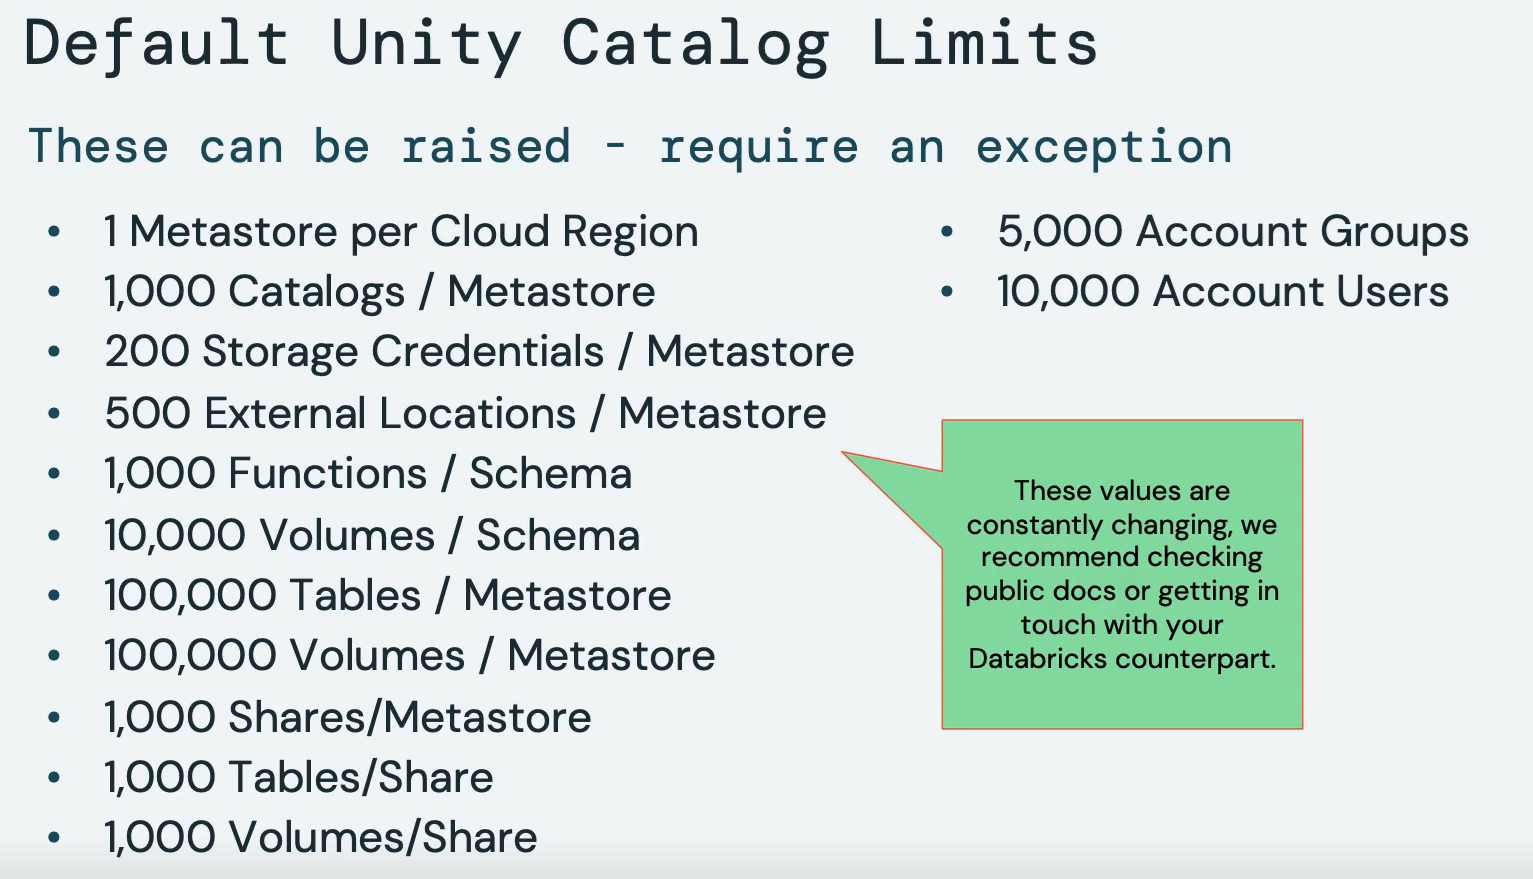 Default Unity Catalog Limits
These can be raised - require an exception
• 1 Metastore per Cloud Region
• 1,000 Catalogs / Metastore
• 200 Storage Credentials / Metastore
• 500 External Locations / Metastore
• 1,000 Functions / Schema
• 10,000 Volumes / Schema
• 100,000 Tables / Metastore
• 100,000 Volumes / Metastore
• 1,000 Shares/Metastore
• 1,000 Tables/Share
• 1,000 Volumes/Share
• 5,000 Account Groups
• 10,000 Account Users
These values are
constantly changing, we
recommend checking
public docs or getting in
touch with your
Databricks counterpart.